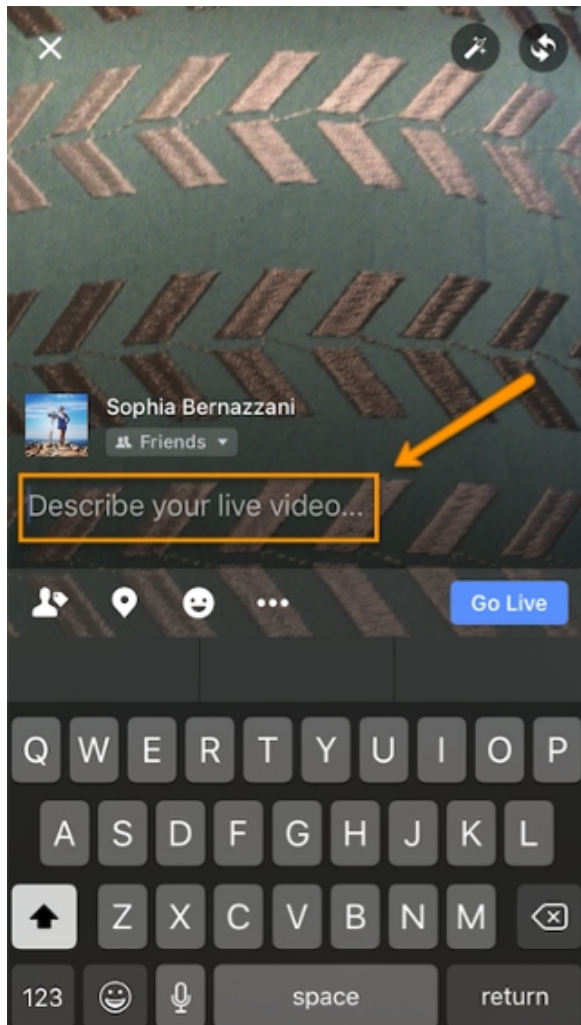 Sophia Bernazzani
Friends
Describe your live video...
Go Live
Q W E R T Y U I O P
A S D F G H J K L
Z X C V B N M
123 space return